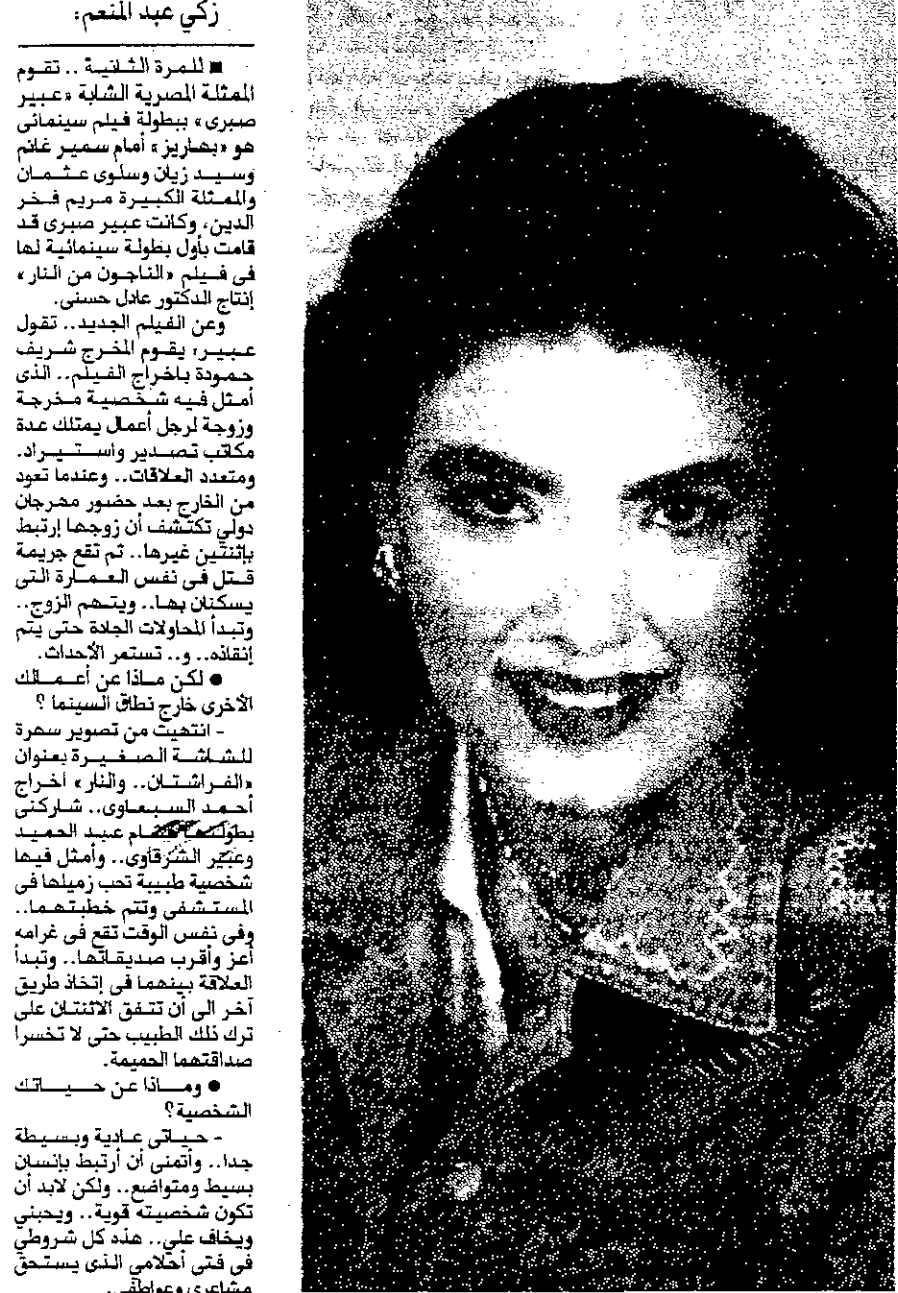 زكي عبد المنعم:
■ للمرة الثانية .. تقوم
الممثلة المصرية الشابة «عبير
صبرى» ببطولة فيلم سينمائى
هو «بهاريز» أمام سمير غانم
وسيد زيان وسلوى عثمان
والممثلة الكبيرة مريم فخر
الدين، وكانت عبير صبرى قد
قامت بأول بطولة سينمائية لها
فى فيلم «الناجون من النار»
إنتاج الدكتور عادل حسنى.
وعن الفيلم الجديد.. تقول
عبير: يقوم المخرج شريف
حمودة باخراج الفيلم.. الذى
أمثل فيه شخصية مخرجة
وزوجة لرجل أعمال يمتلك عدة
مكاتب تصدير واستيراد.
ومتعدد العلاقات.. وعندما تعود
من الخارج بعد حضور مهرجان
دولي تكتشف أن زوجها إرتبط
بإثنتين غيرها.. ثم تقع جريمة
قتل فى نفس العمارة التى
يسكنان بها.. ويتهم الزوج..
وتبدأ المحاولات الجادة حتى يتم
إنقاذه.. و.. تستمر الأحداث.
● لكن ماذا عن أعمالك
الأخرى خارج نطاق السينما ؟
- انتهيت من تصوير سهرة
للشاشة الصغيرة بعنوان
«الفراشتان.. والنار» أخراج
أحمد السبعاوى.. شاركنى
بطولتها عبد الحميد
وعبير الشرقاوى.. وأمثل فيها
شخصية طبيبة تحب زميلها فى
المستشفى وتتم خطبتهما..
وفى نفس الوقت تقع فى غرامه
أعز وأقرب صديقاتها.. وتبدأ
العلاقة بينهما فى إتخاذ طريق
آخر الى أن تتفق الاثنتان على
ترك ذلك الطبيب حتى لا تخسرا
صداقتهما الحميمة.
● وماذا عن حياتك
الشخصية؟
- حياتى عادية وبسيطة
جدا.. وأتمنى أن أرتبط بإنسان
بسيط ومتواضع.. ولكن لابد أن
تكون شخصيته قوية.. ويحبني
ويخاف علي.. هذه كل شروطي
في فتى أحلامي الذى يستحق
مشاعري وعواطفي.